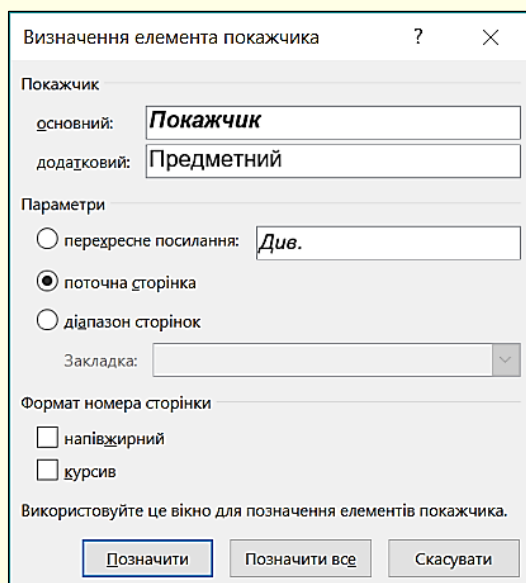 Визначення елемента покажчика ? ×
Покажчик
основний: Покажчик
додатковий: Предметний
Параметри
перехресне посилання: Див.
поточна сторінка
діапазон сторінок
Закладка:
Формат номера сторінки
напівжирний
курсив
Використовуйте це вікно для позначення елементів покажчика.
Позначити Позначити все Скасувати